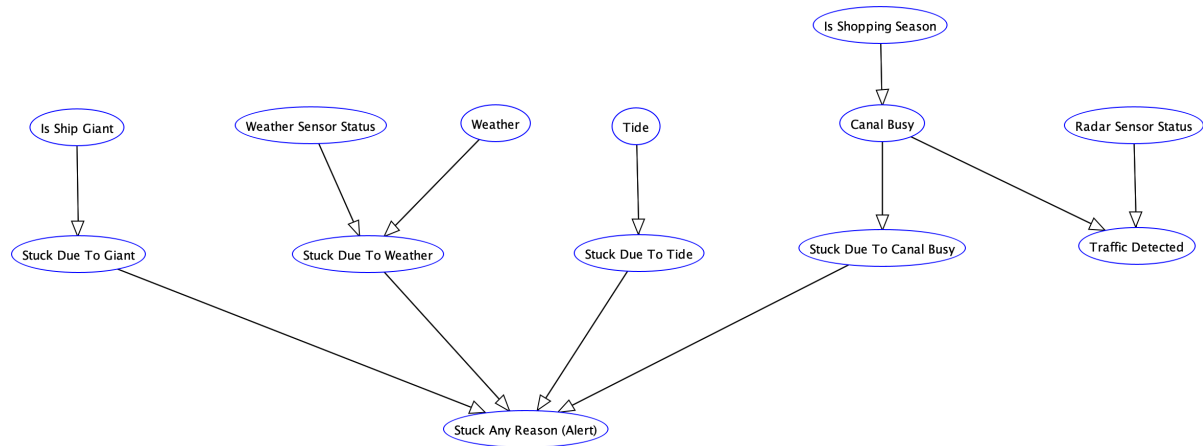 Is Shopping Season
Is Ship Giant
Weather Sensor Status
Weather
Tide
Canal Busy
Radar Sensor Status
Stuck Due To Giant
Stuck Due To Weather
Stuck Due To Tide
Stuck Due To Canal Busy
Traffic Detected
Stuck Any Reason (Alert)